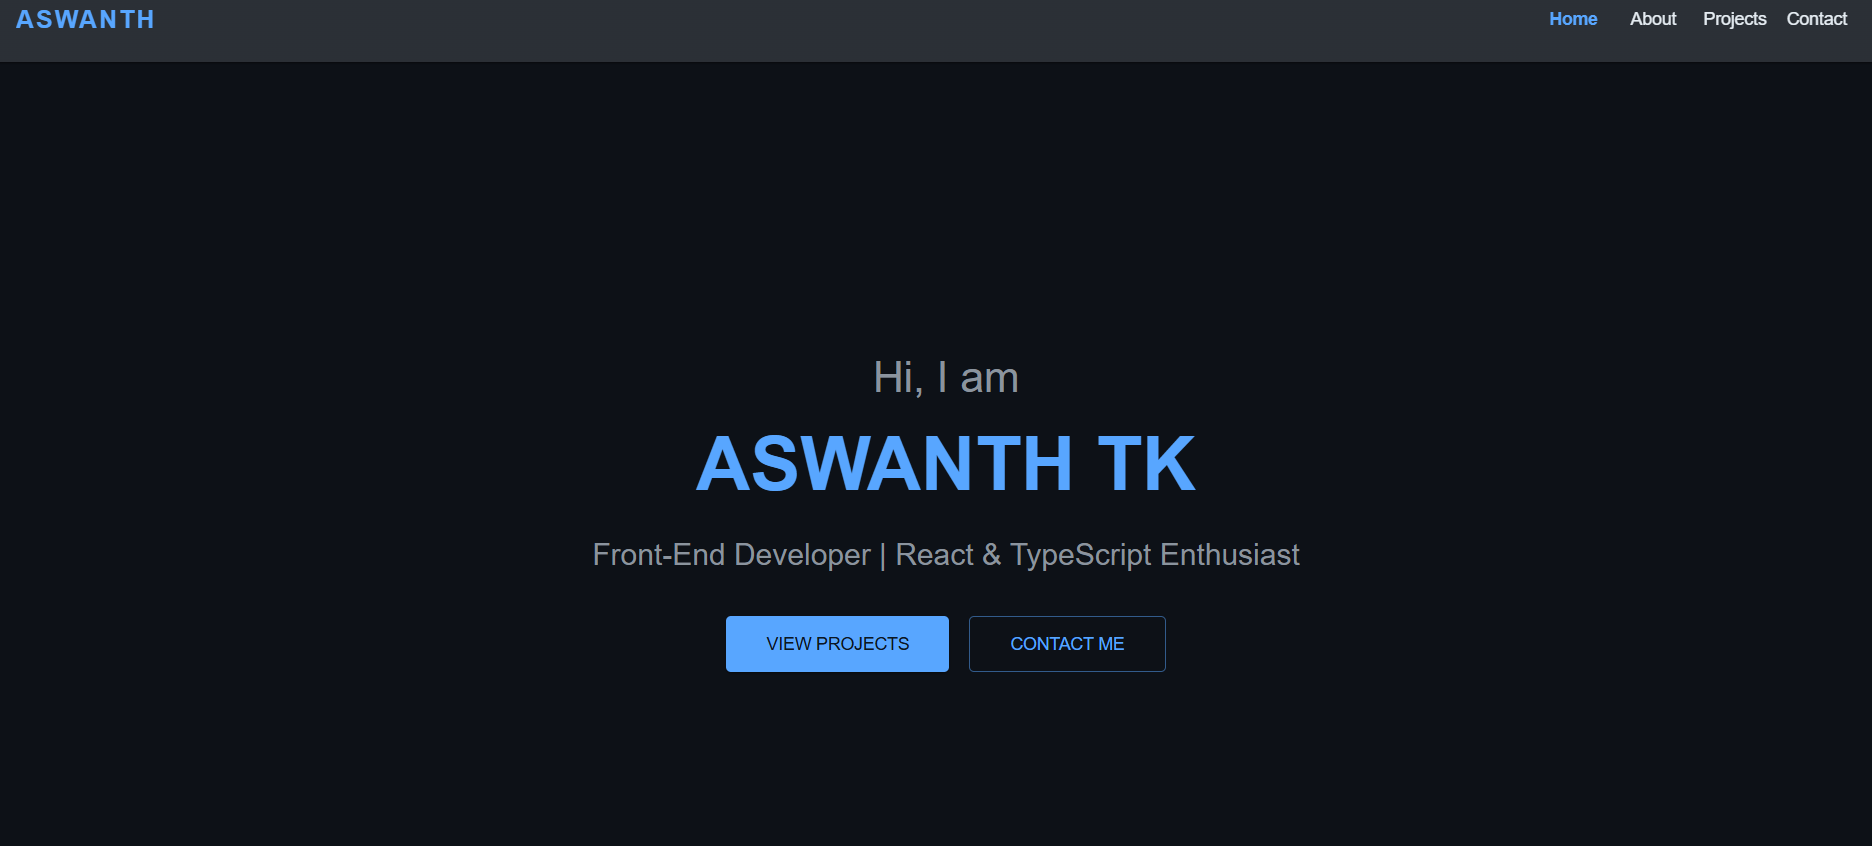 ASWANTH
Home About Projects Contact
Hi, I am
ASWANTH TK
Front-End Developer | React & TypeScript Enthusiast
VIEW PROJECTS
CONTACT ME